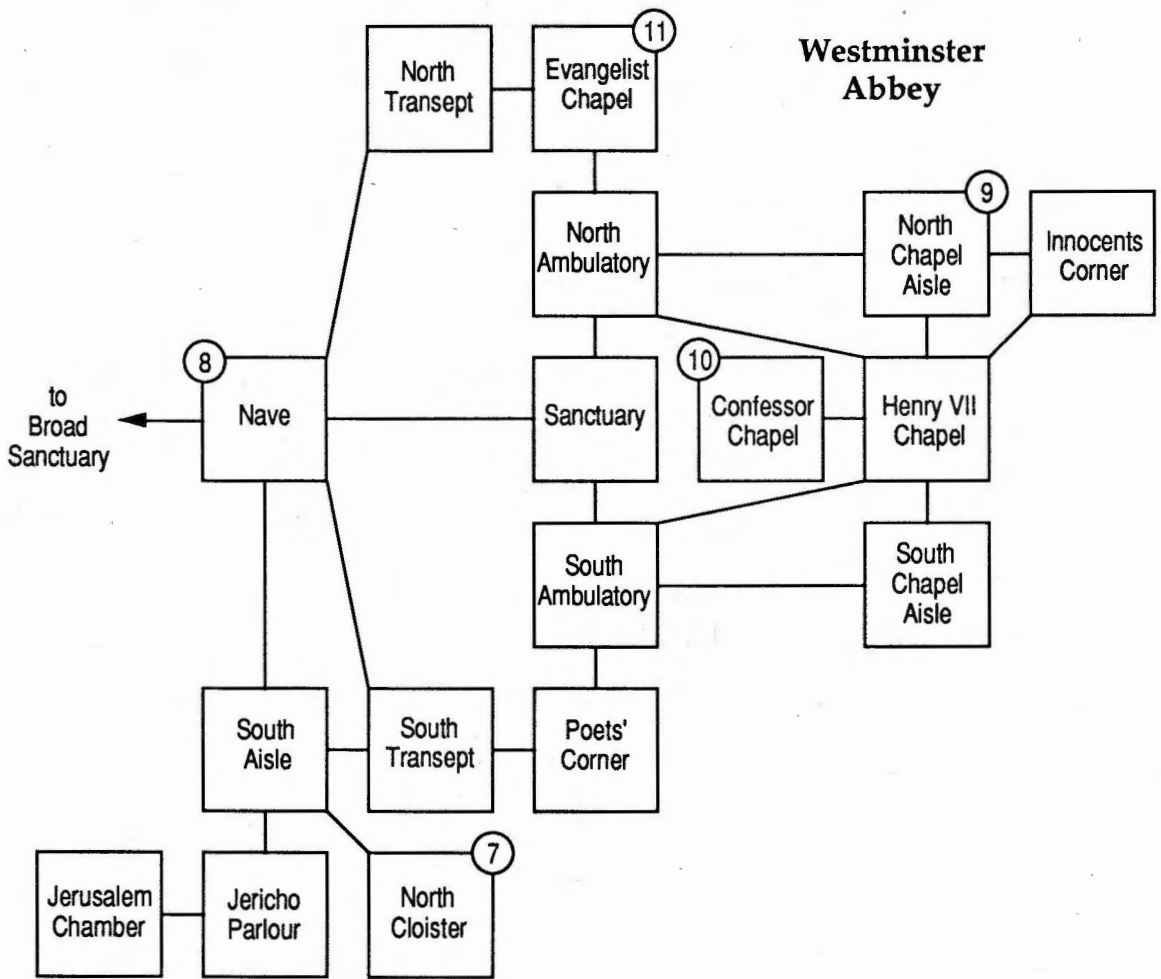 Westminster
Abbey
11
North
Transept
Evangelist
Chapel
9
North
Ambulatory
North
Chapel
Aisle
Innocents
Corner
8
to
Broad
Sanctuary
Nave
Sanctuary
10
Confessor
Chapel
Henry VII
Chapel
South
Ambulatory
South
Chapel
Aisle
South
Aisle
South
Transept
Poets'
Corner
7
Jerusalem
Chamber
Jericho
Parlour
North
Cloister